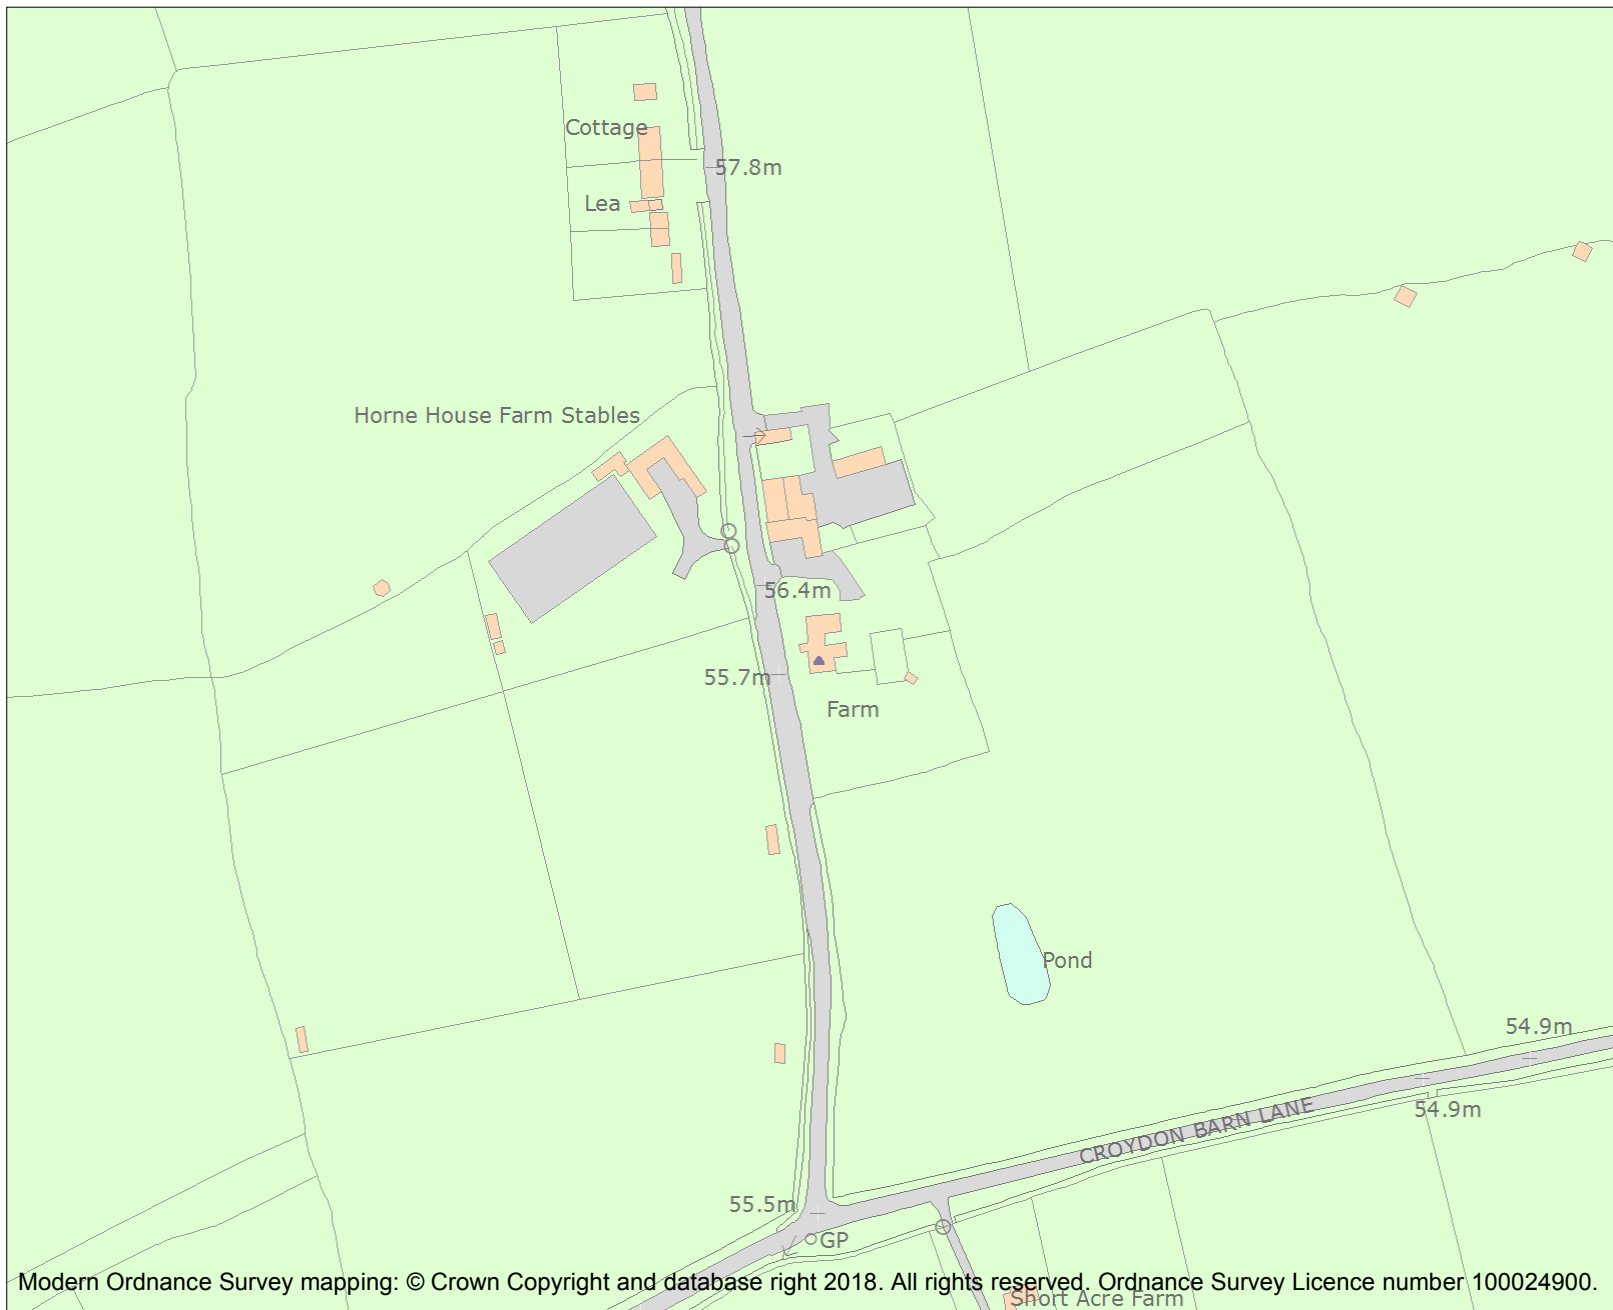 Cottage
57.8m
Lea
Horne House Farm Stables
56.4m
55.7m
Farm
Pond
54.9m
54.9m
CROYDON BARN LANE
55.5m
GP
Modern Ordnance Survey mapping: © Crown Copyright and database right 2018. All rights reserved. Ordnance Survey Licence number 100024900.
Short Acre Farm